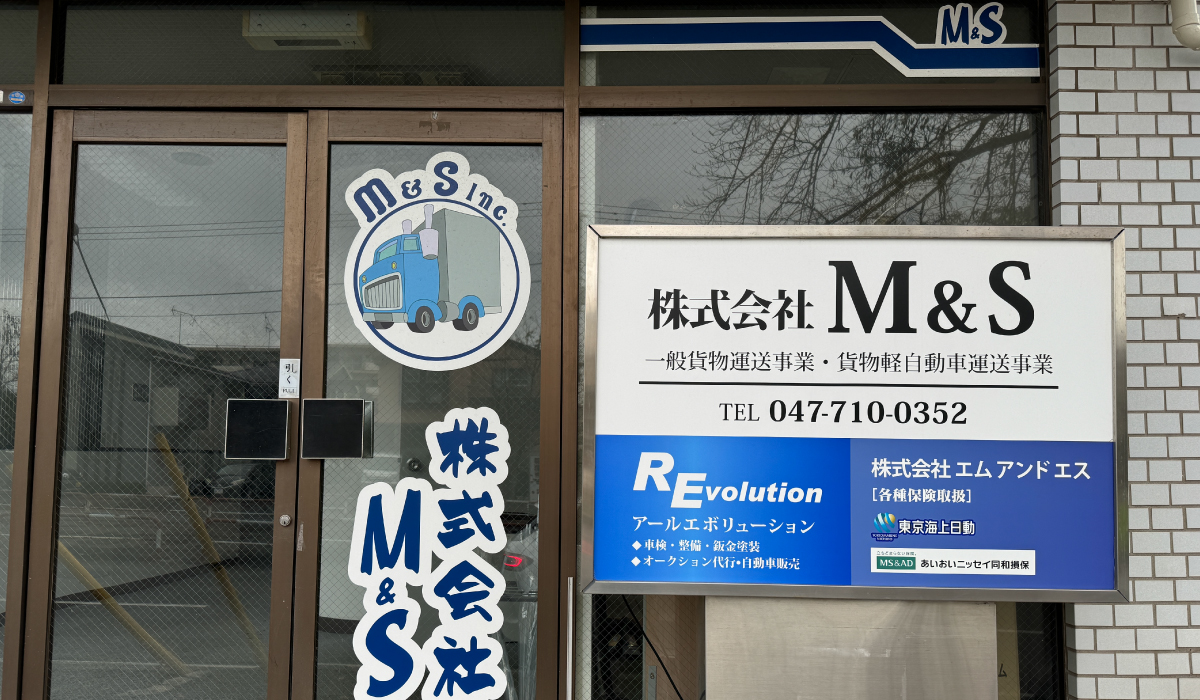 M&S
M & S Inc.
引く
株式会社
M&S
株式会社 M&S
一般貨物運送事業・貨物軽自動車運送事業
TEL 047-710-0352
REvolution
アールエボリューション
◆車検・整備・鈑金塗装
◆オークション代行・自動車販売
株式会社 エム アンド エス
[各種保険取扱]
東京海上日動
MS&AD あいおいニッセイ同和損保